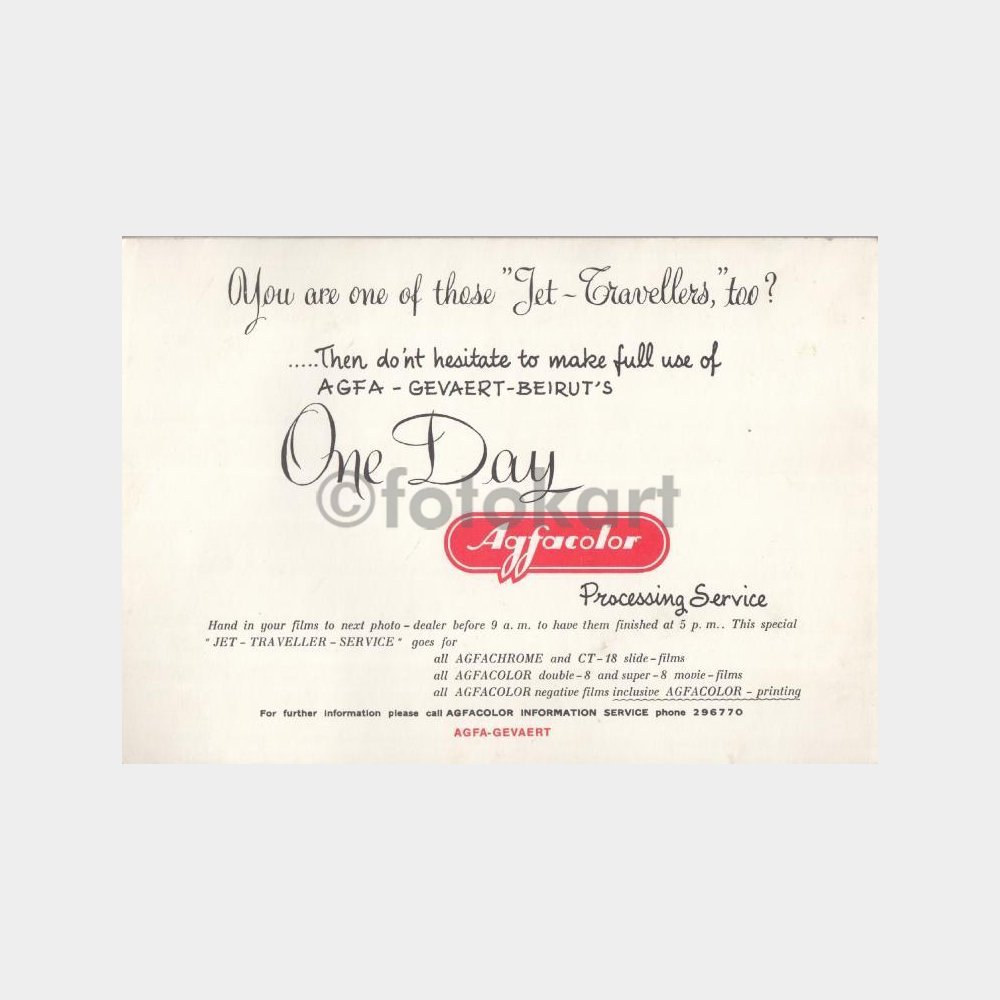 You are one of those "Jet-Travellers," too?
.....Then do'nt hesitate to make full use of
AGFA - GEVAERT-BEIRUT'S
One Day
©fotokart
Agfacolor
Processing Service
Hand in your films to next photo-dealer before 9 a. m. to have them finished at 5 p. m.. This special
"JET-TRAVELLER-SERVICE" goes for
all AGFACHROME and CT-18 slide-films
all AGFACOLOR double-8 and super-8 movie-films
all AGFACOLOR negative films inclusive AGFACOLOR - printing
For further information please call AGFACOLOR INFORMATION SERVICE phone 296770
AGFA-GEVAERT